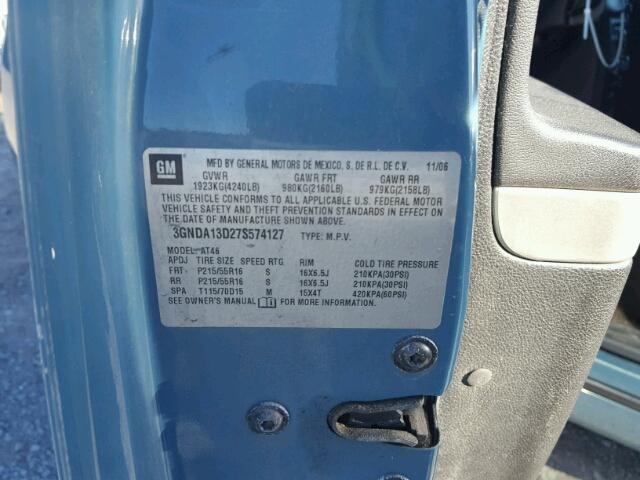 GM
MFD BY GENERAL MOTORS DE MEXICO, S. DE R.L. DE C.V. 11/06
GVWR GAWR FRT GAWR RR
1923KG(4240LB) 980KG(2160LB) 979KG(2158LB)
THIS VEHICLE CONFORMS TO ALL APPLICABLE U.S. FEDERAL MOTOR
VEHICLE SAFETY AND THEFT PREVENTION STANDARDS IN EFFECT ON
THE DATE OF MANUFACTURE SHOWN ABOVE.
3GNDA13D27S574127 TYPE: M.P.V.
MODEL: AT46
APDJ TIRE SIZE SPEED RTG RIM COLD TIRE PRESSURE
FRT P215/55R16 S 16X6.5J 210KPA(30PSI)
RR P215/55R16 S 16X6.5J 210KPA(30PSI)
SPA T115/70D15 M 15X4T 420KPA(60PSI)
SEE OWNER'S MANUAL FOR MORE INFORMATION.